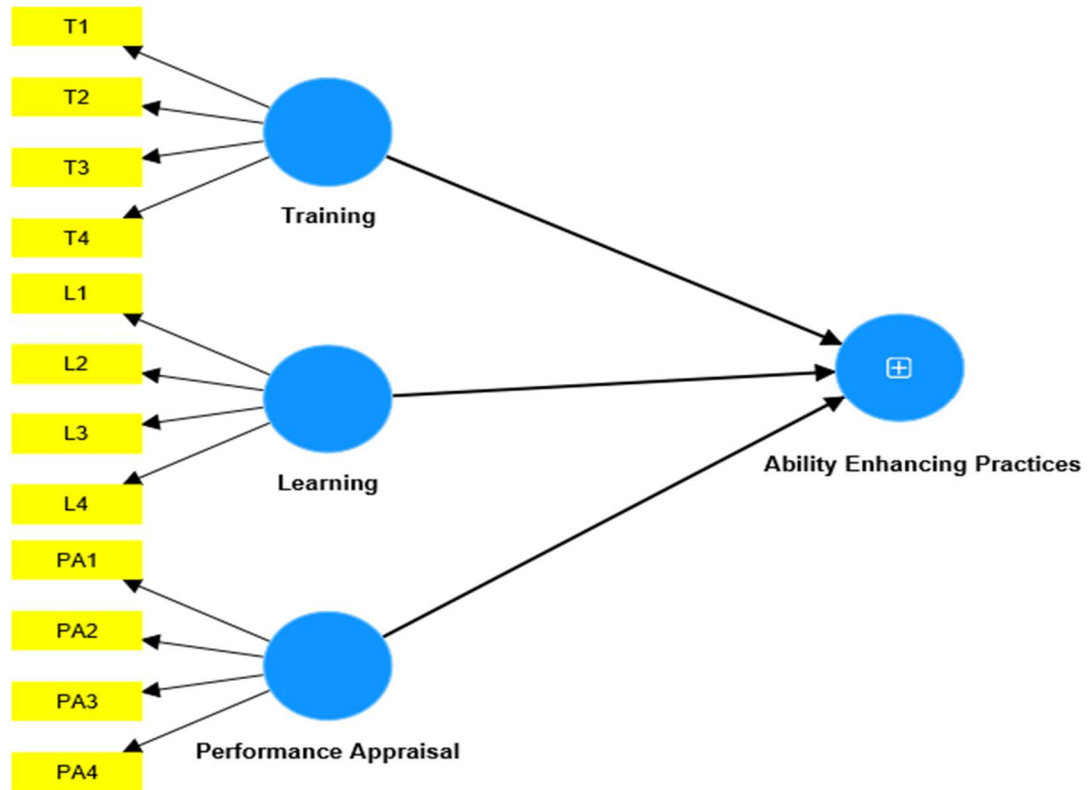 T1
T2
T3
T4
Training
L1
L2
L3
L4
Learning
PA1
PA2
PA3
PA4
Performance Appraisal
Ability Enhancing Practices